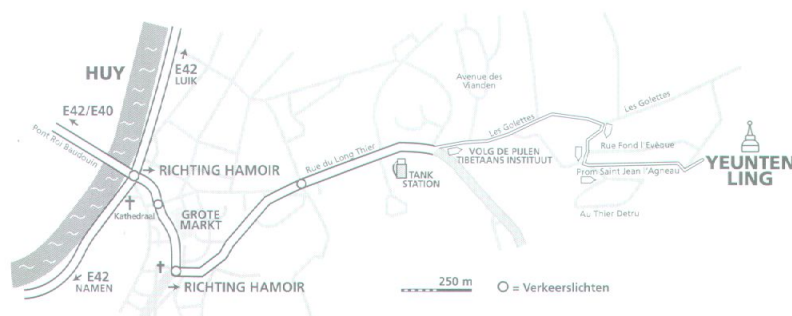 HUY
E42
LUIK
E42/E40
Pont Roi Baudouin
RICHTING HAMOIR
Kathedraal
GROTE
MARKT
E42
NAMEN
RICHTING HAMOIR
Rue du Long Thier
TANK
STATION
Avenue des
Vianden
Les Golettes
Les Golettes
VOLG DE PIJLEN
TIBETAANS INSTITUUT
Rue Fond l'Evêque
From Saint Jean l'Agneau
YEUNTEN
LING
Au Thier Detru
250 m
= Verkeerslichten